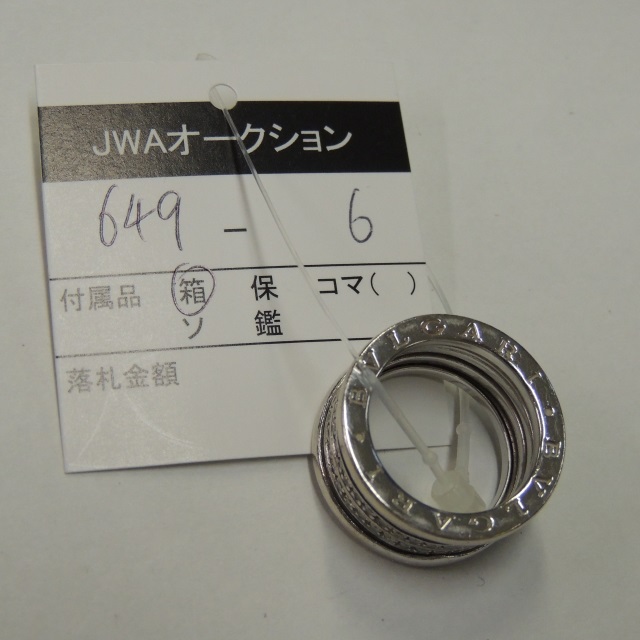 JWAオークション
649 - 6
付属品 箱 保 コマ( )
ソ 鑑
落札金額
BVLGARI BVLGARI